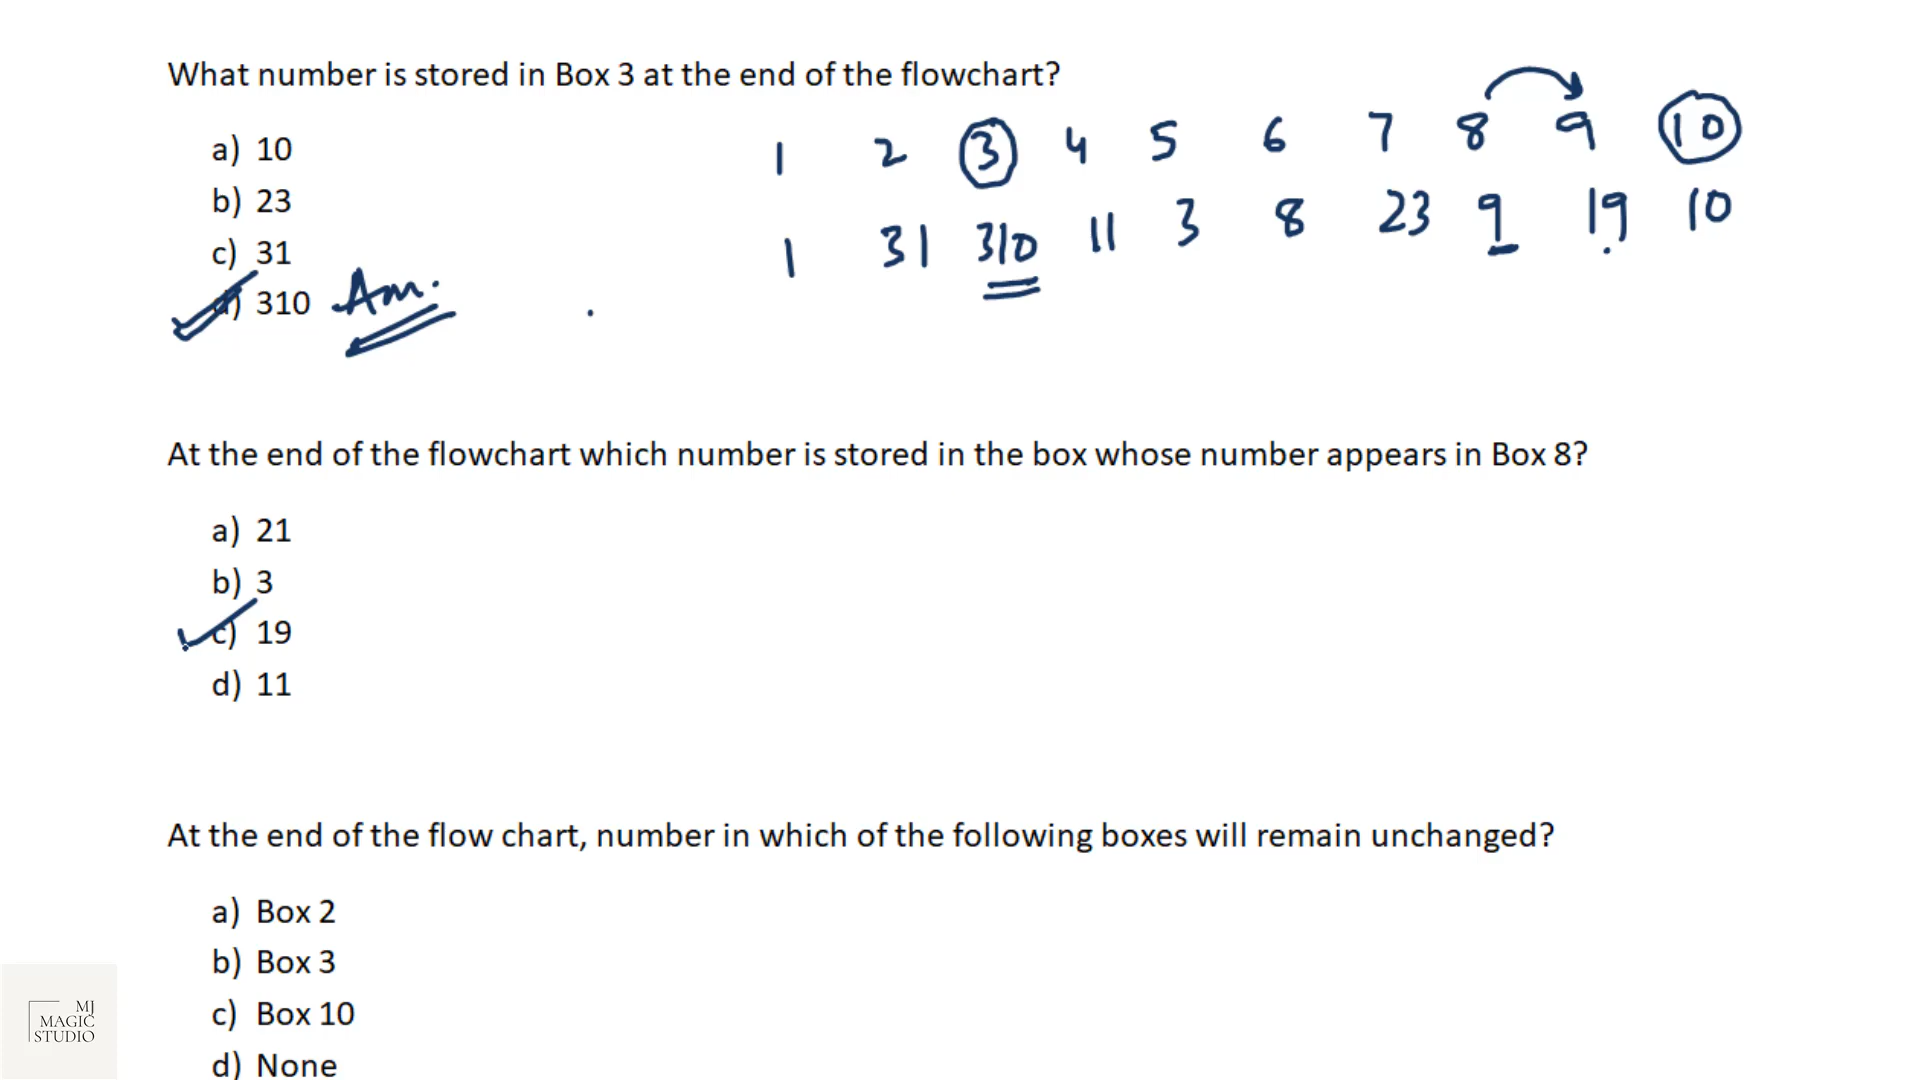 What number is stored in Box 3 at the end of the flowchart?
1 2 3 4 5 6 7 8 9 10
a) 10
b) 23
1 31 310 11 3 8 23 9 19 10
c) 31
d) 310 Ans.
At the end of the flowchart which number is stored in the box whose number appears in Box 8?
a) 21
b) 3
c) 19
d) 11
At the end of the flow chart, number in which of the following boxes will remain unchanged?
a) Box 2
b) Box 3
c) Box 10
d) None
MJ
MAGIC
STUDIO